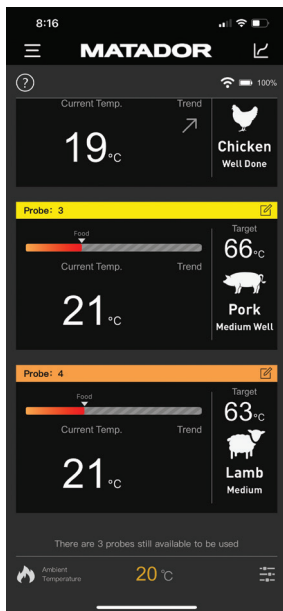 8:16
MATADOR
?
100%
Current Temp.
Trend
19°C
Chicken
Well Done
Probe: 3
Food
Target
66°C
Current Temp.
Trend
21°C
Pork
Medium Well
Probe: 4
Food
Target
63°C
Current Temp.
Trend
21°C
Lamb
Medium
There are 3 probes still available to be used
Ambient
Temperature
20°C